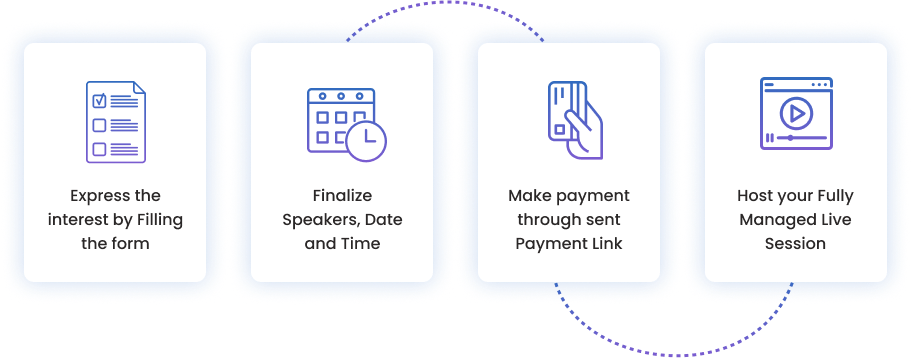 Express the
interest by Filling
the form
Finalize
Speakers, Date
and Time
Make payment
through sent
Payment Link
Host your Fully
Managed Live
Session